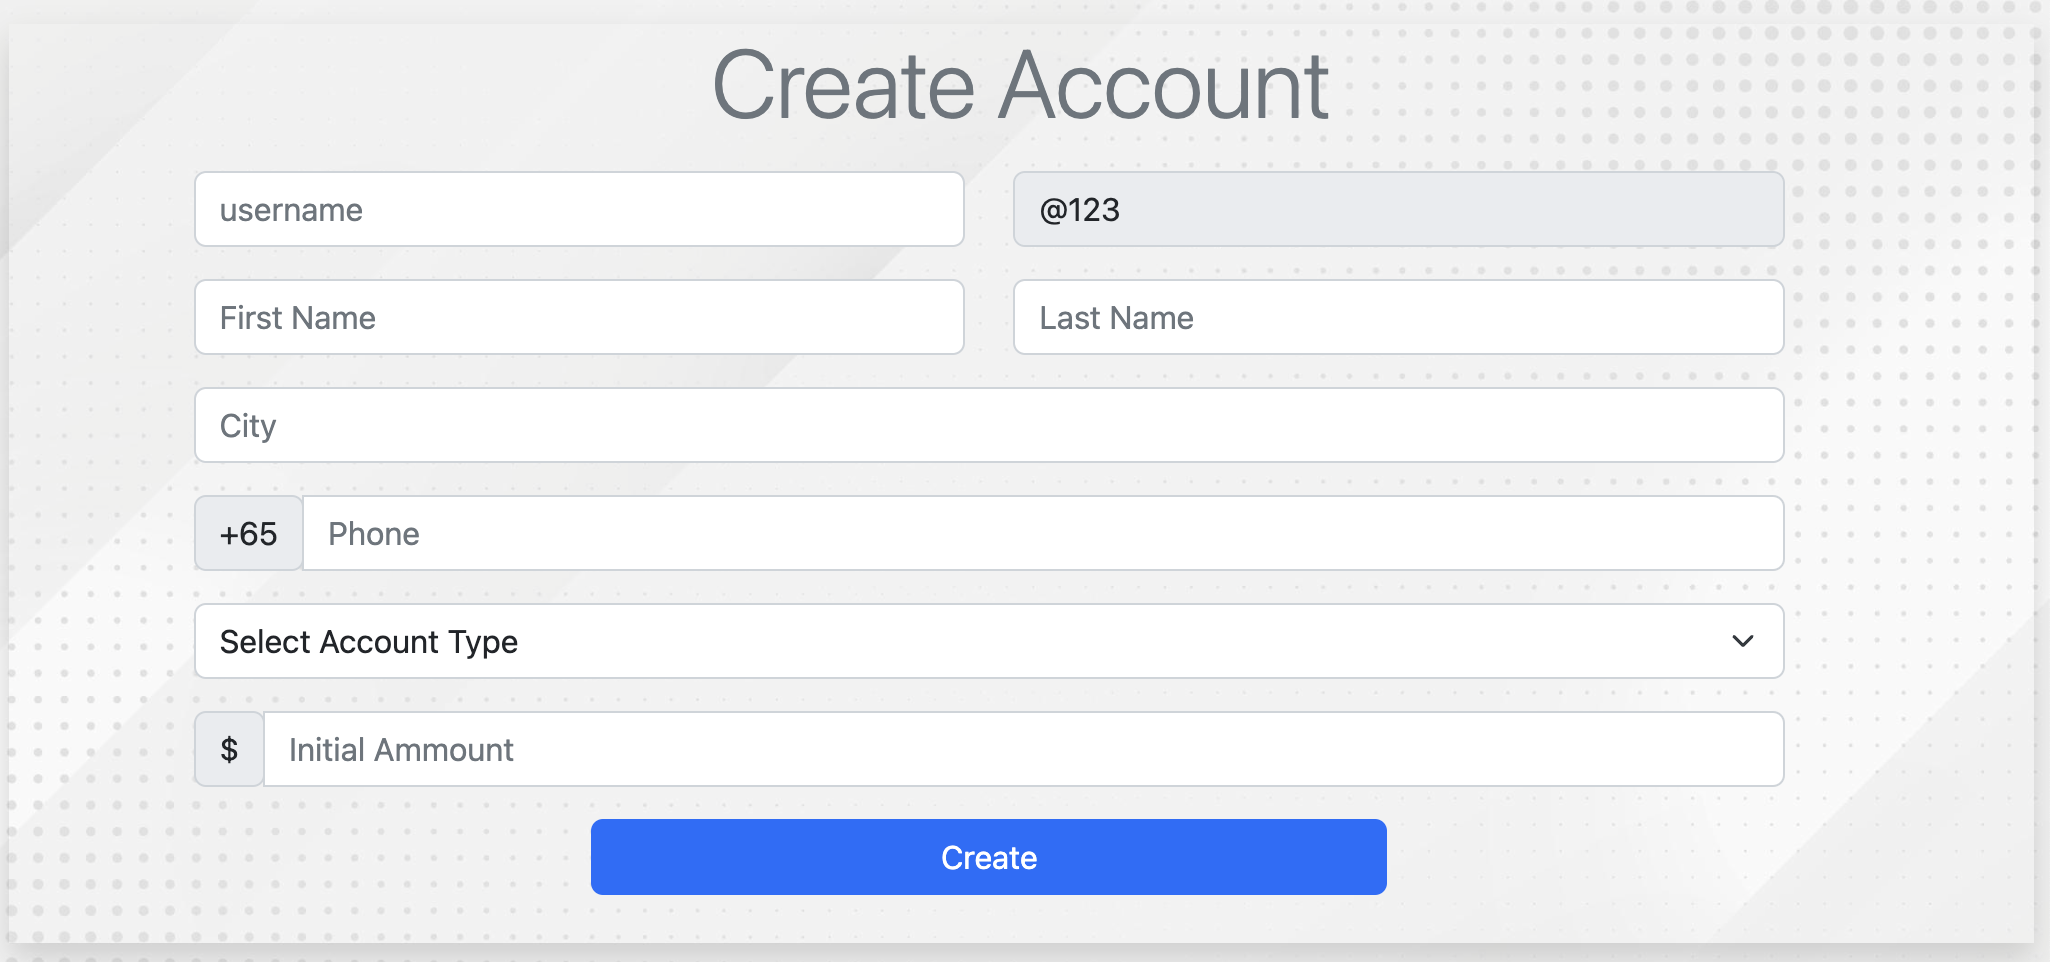 Create Account
username @123
First Name Last Name
City
+65 Phone
Select Account Type
$ Initial Ammount
Create